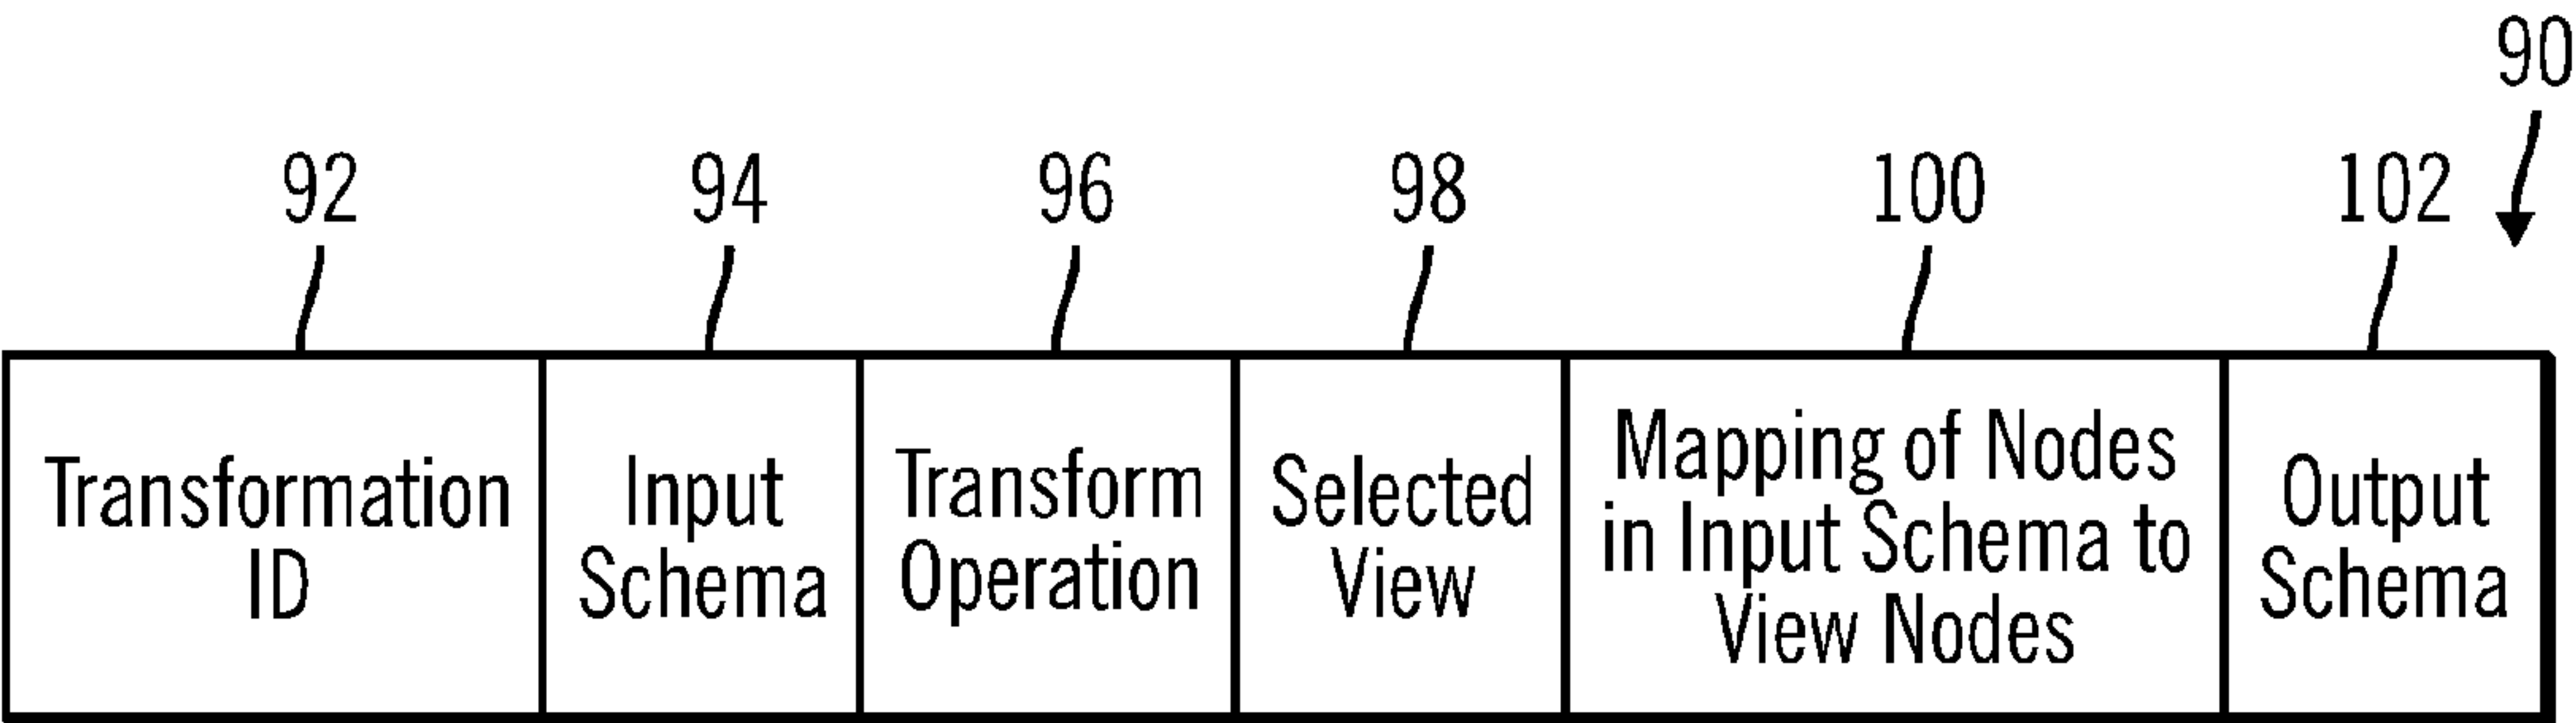 90
92
94
96
98
100
102
Transformation
ID
Input
Schema
Transform
Operation
Selected
View
Mapping of Nodes
in Input Schema to
View Nodes
Output
Schema